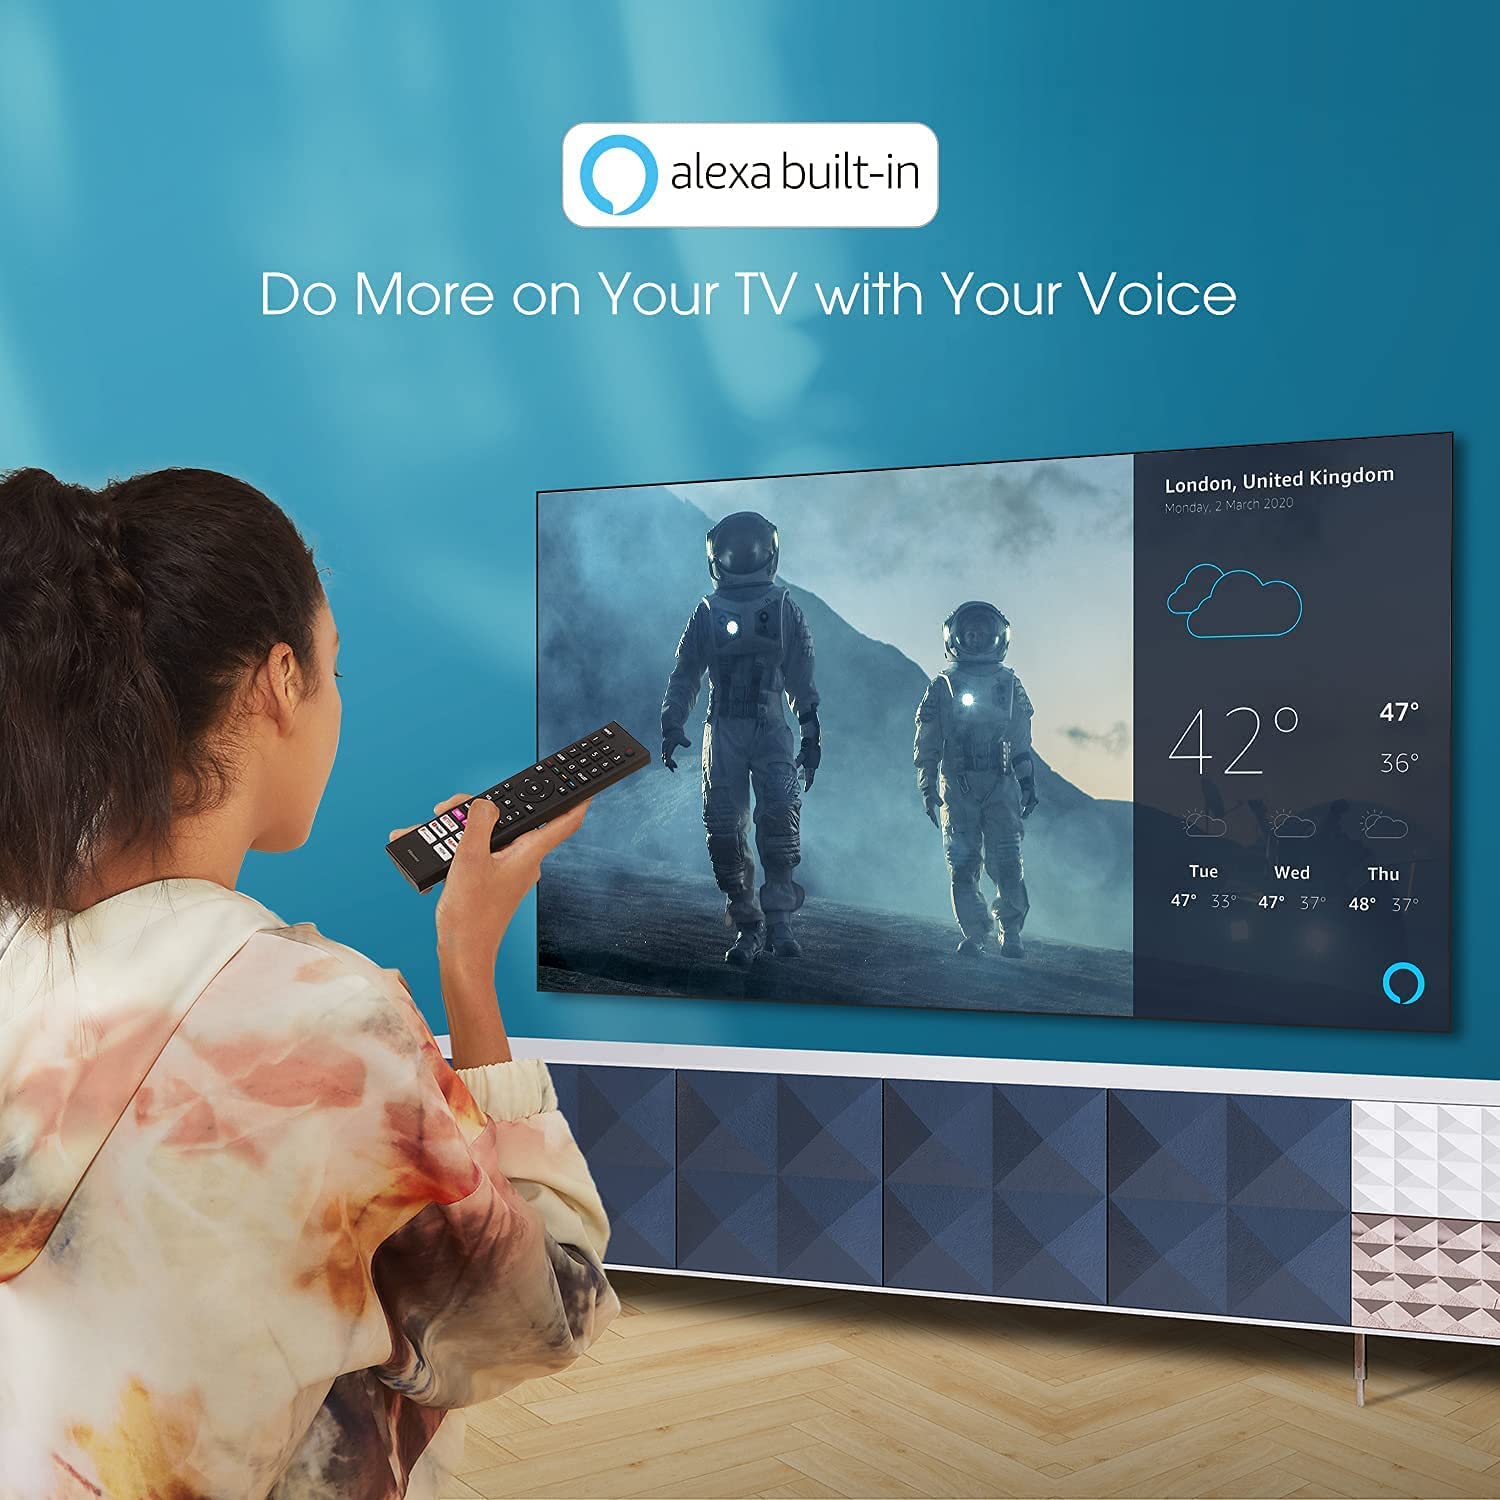 alexa built-in
Do More on Your TV with Your Voice
London, United Kingdom
Monday, 2 March 2020
42°
47°
36°
Tue Wed Thu
47° 33° 47° 37° 48° 37°